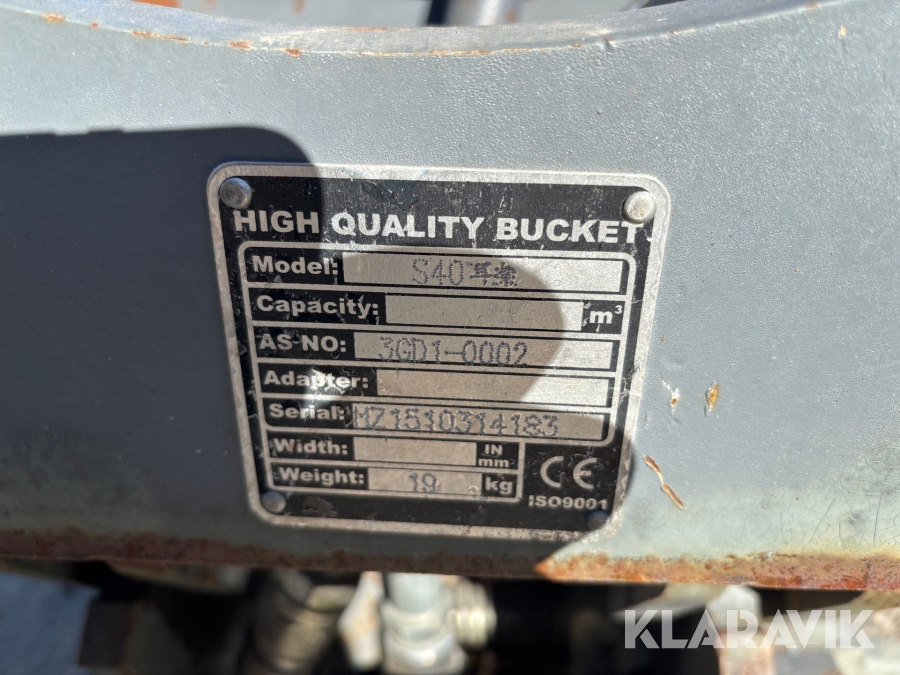 HIGH QUALITY BUCKET
Model: S40
Capacity: m³
AS-NO: 3GD1-0002
Adapter:
Serial: MZ1510314183
Width: IN mm
Weight: 19 kg
CE
ISO9001
KLARAVIK